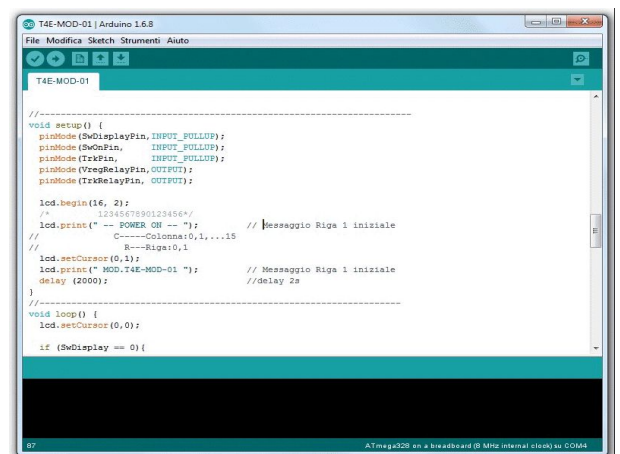 T4E-MOD-01 | Arduino 1.6.8
File Modifica Sketch Strumenti Aiuto
T4E-MOD-01
//----------------------------------------------------------------------
void setup() {
pinMode(SwDisplayPin,INPUT_PULLUP);
pinMode(SwOnPin, INPUT_PULLUP);
pinMode(TrkPin, INPUT_PULLUP);
pinMode(VregRelayPin,OUTPUT);
pinMode(TrkRelayPin, OUTPUT);
lcd.begin(16, 2);
/* 1234567890123456*/
lcd.print(" -- POWER ON -- "); // Messaggio Riga 1 iniziale
// C-----Colonna:0,1,...15
// R---Riga:0,1
lcd.setCursor(0,1);
lcd.print(" MOD.T4E-MOD-01 "); // Messaggio Riga 1 iniziale
delay (2000); //delay 2s
}
//--------------------------------------------------------------------
void loop() {
lcd.setCursor(0,0);
if (SwDisplay == 0){
87
ATmega328 on a breadboard (8 MHz internal clock) su COM4